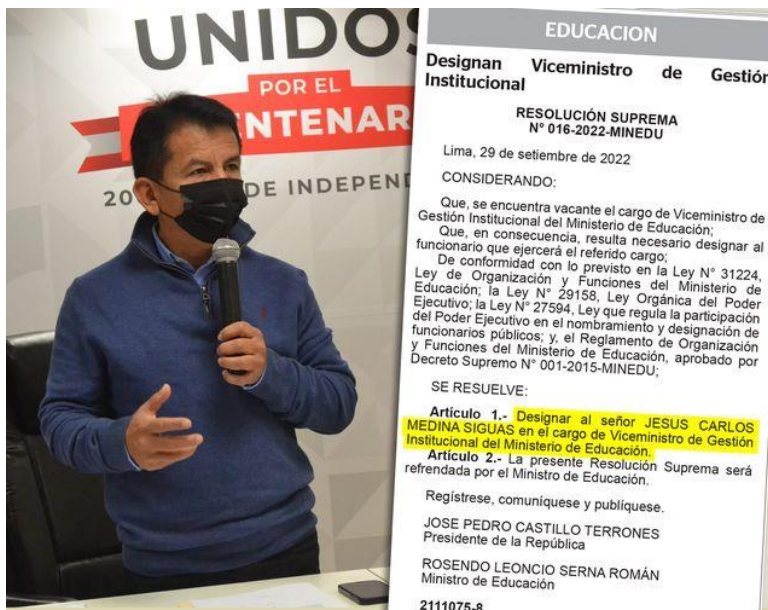 UNIDOS
POR EL
ENTENAR
20 DE INDEPEND
EDUCACION
Designan Viceministro de Gestión
Institucional
RESOLUCIÓN SUPREMA
N° 016-2022-MINEDU
Lima, 29 de setiembre de 2022
CONSIDERANDO:
Que, se encuentra vacante el cargo de Viceministro de
Gestión Institucional del Ministerio de Educación;
Que, en consecuencia, resulta necesario designar al
funcionario que ejercerá el referido cargo;
De conformidad con lo previsto en la Ley N° 31224,
Ley de Organización y Funciones del Ministerio de
Educación; la Ley N° 29158, Ley Orgánica del Poder
Ejecutivo; la Ley N° 27594, Ley que regula la participación
del Poder Ejecutivo en el nombramiento y designación de
funcionarios públicos; y, el Reglamento de Organización
y Funciones del Ministerio de Educación, aprobado por
Decreto Supremo N° 001-2015-MINEDU;
SE RESUELVE:
Artículo 1.- Designar al señor JESUS CARLOS
MEDINA SIGUAS en el cargo de Viceministro de Gestión
Institucional del Ministerio de Educación.
Artículo 2.- La presente Resolución Suprema será
refrendada por el Ministro de Educación.
Regístrese, comuníquese y publíquese.
JOSE PEDRO CASTILLO TERRONES
Presidente de la República
ROSENDO LEONCIO SERNA ROMÁN
Ministro de Educación
2111075-8